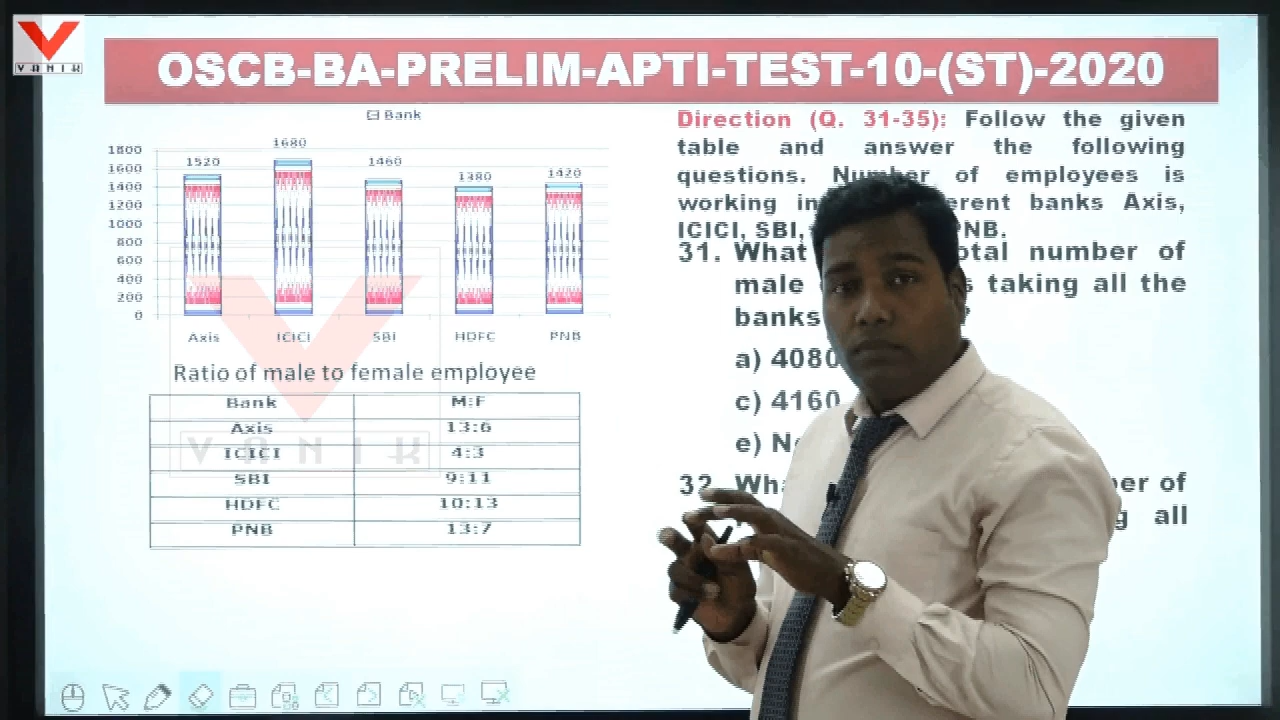 VANIK
OSCB-BA-PRELIM-APTI-TEST-10-(ST)-2020
Bank
1800
1600
1400
1200
1000
800
600
400
200
0
1520
1680
1460
1380
1420
Axis
ICICI
SBI
HDFC
PNB
Ratio of male to female employee
Bank M:F
Axis 13:6
ICICI 4:3
SBI 9:11
HDFC 10:13
PNB 13:7
VANIK
Direction (Q. 31-35): Follow the given
table and answer the following
questions. Number of employees is
working in banks Axis,
ICICI, SBI, PNB.
31. What number of
male taking all the
banks
a) 4080
c) 4160
e)
32. of
all